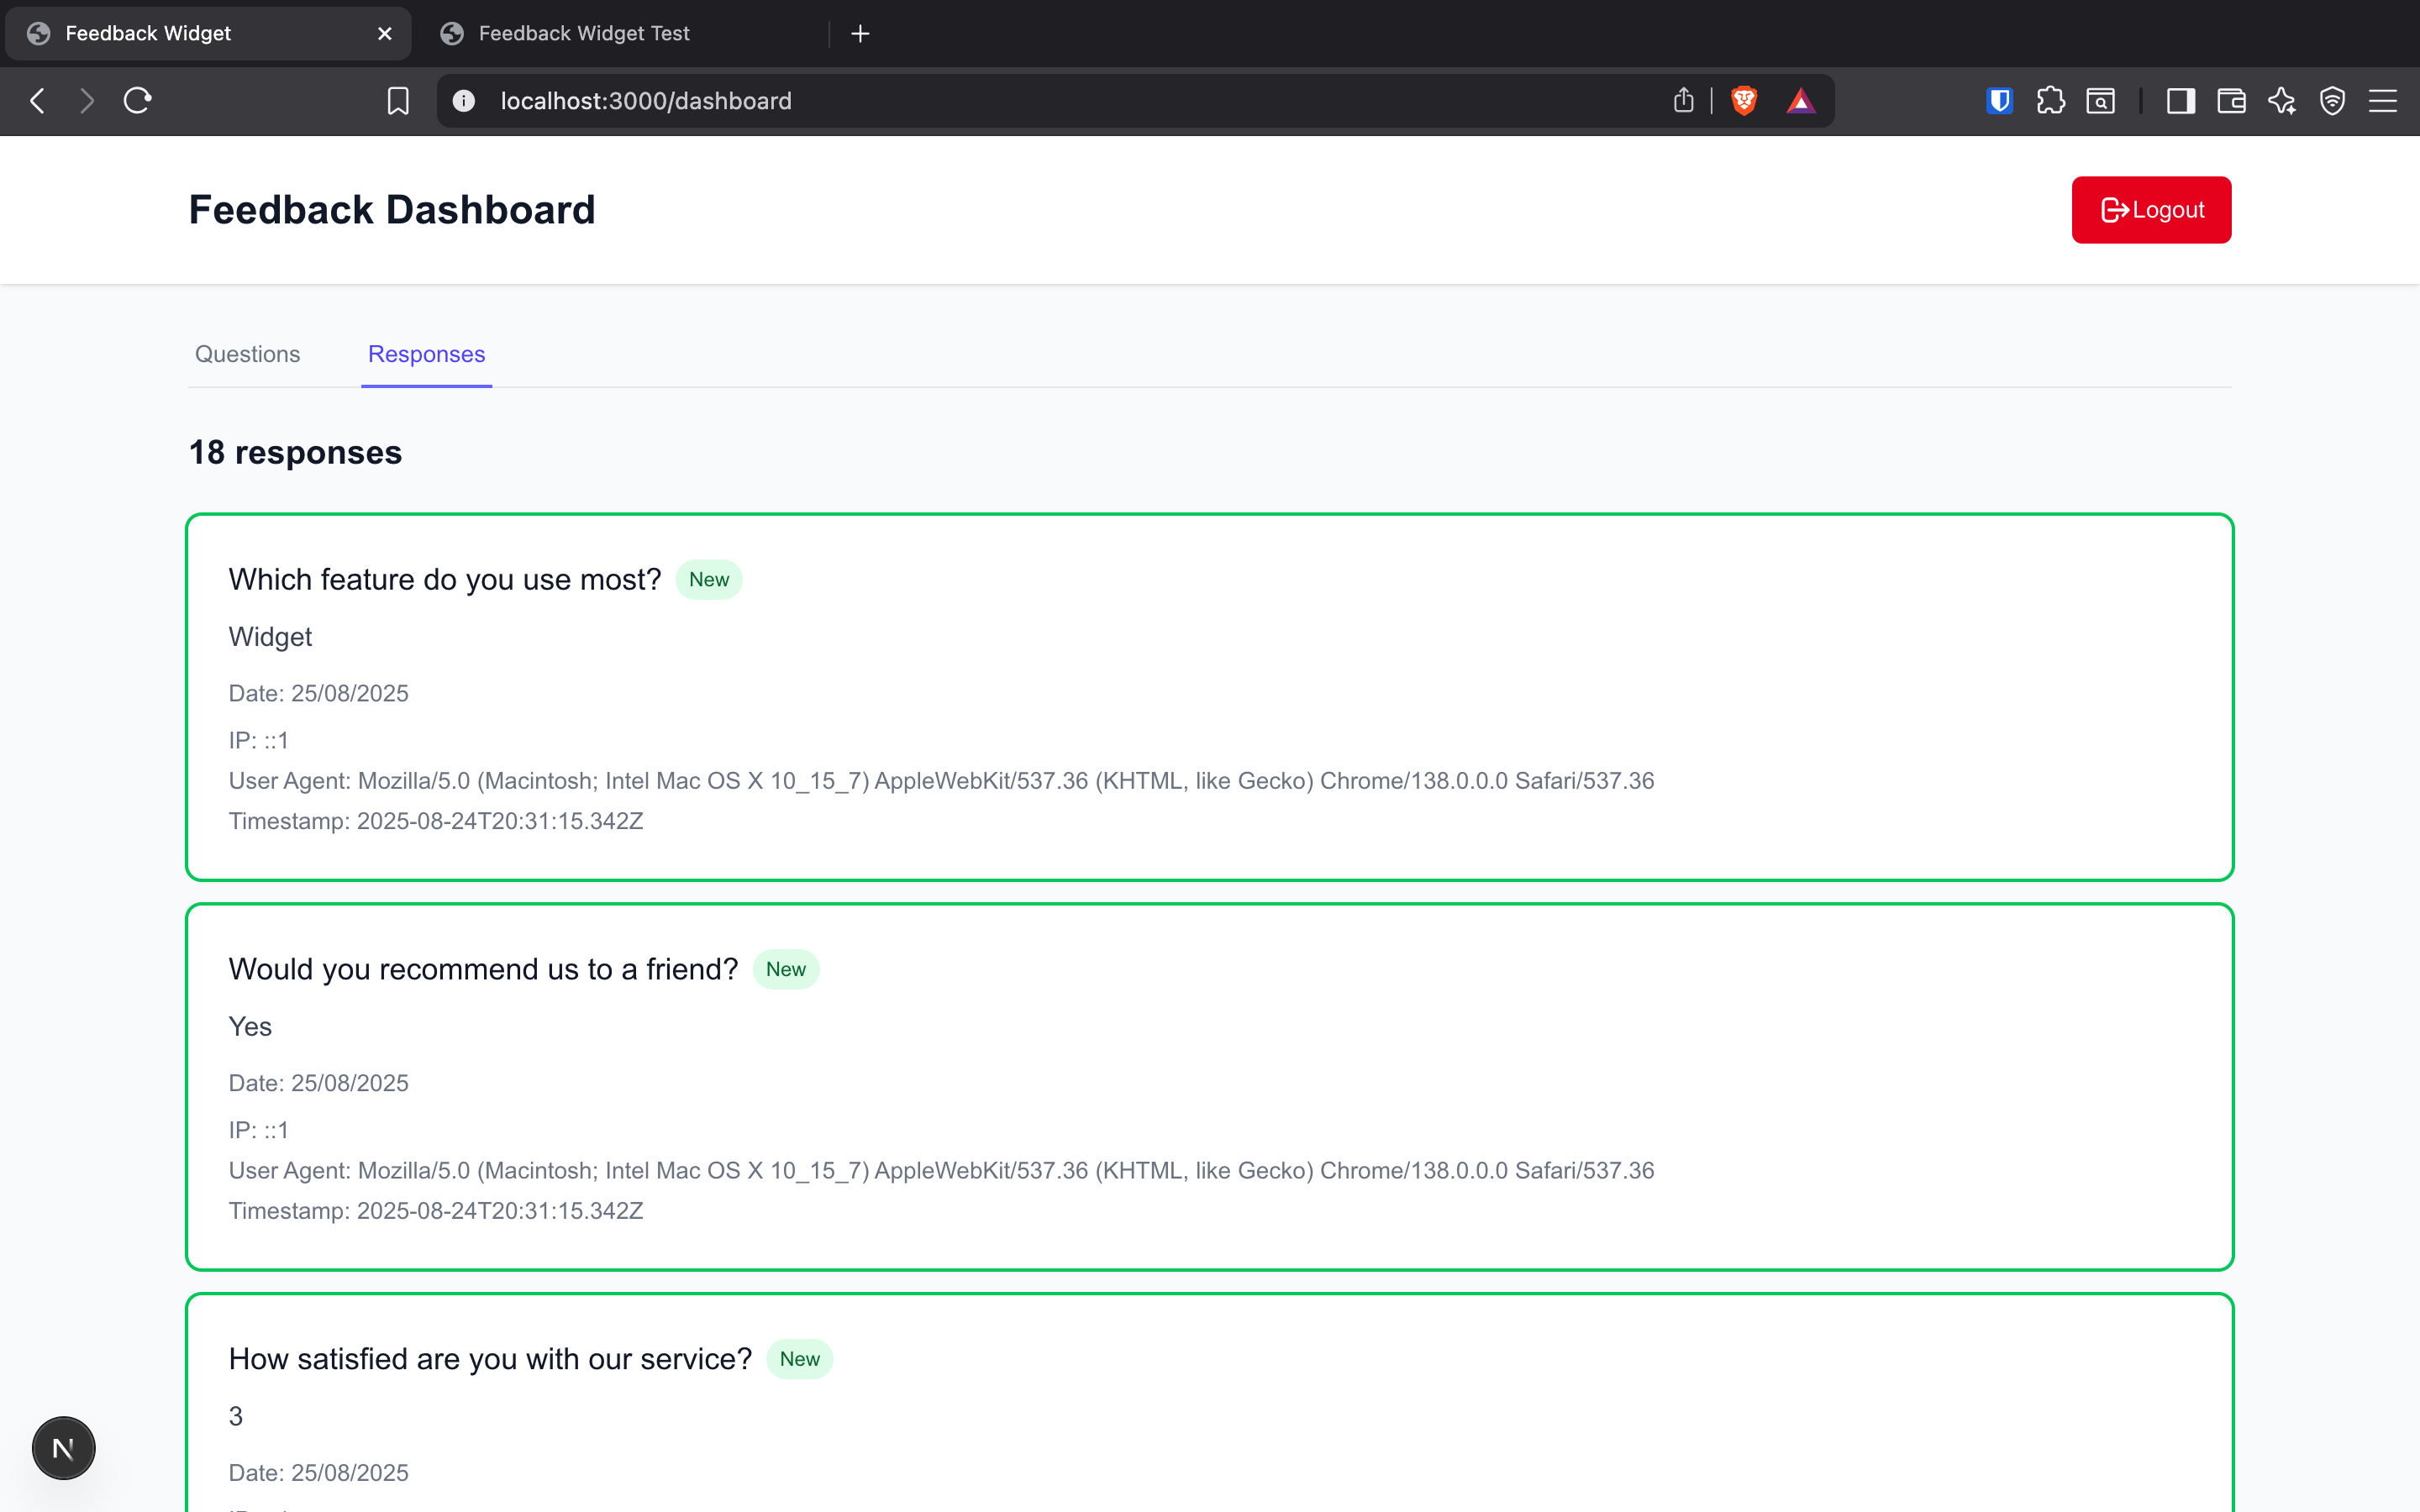 Feedback Widget
Feedback Widget Test
localhost:3000/dashboard
Feedback Dashboard
Logout
Questions
Responses
18 responses
Which feature do you use most?
New
Widget
Date: 25/08/2025
IP: ::1
User Agent: Mozilla/5.0 (Macintosh; Intel Mac OS X 10_15_7) AppleWebKit/537.36 (KHTML, like Gecko) Chrome/138.0.0.0 Safari/537.36
Timestamp: 2025-08-24T20:31:15.342Z
Would you recommend us to a friend?
New
Yes
Date: 25/08/2025
IP: ::1
User Agent: Mozilla/5.0 (Macintosh; Intel Mac OS X 10_15_7) AppleWebKit/537.36 (KHTML, like Gecko) Chrome/138.0.0.0 Safari/537.36
Timestamp: 2025-08-24T20:31:15.342Z
How satisfied are you with our service?
New
3
N
Date: 25/08/2025